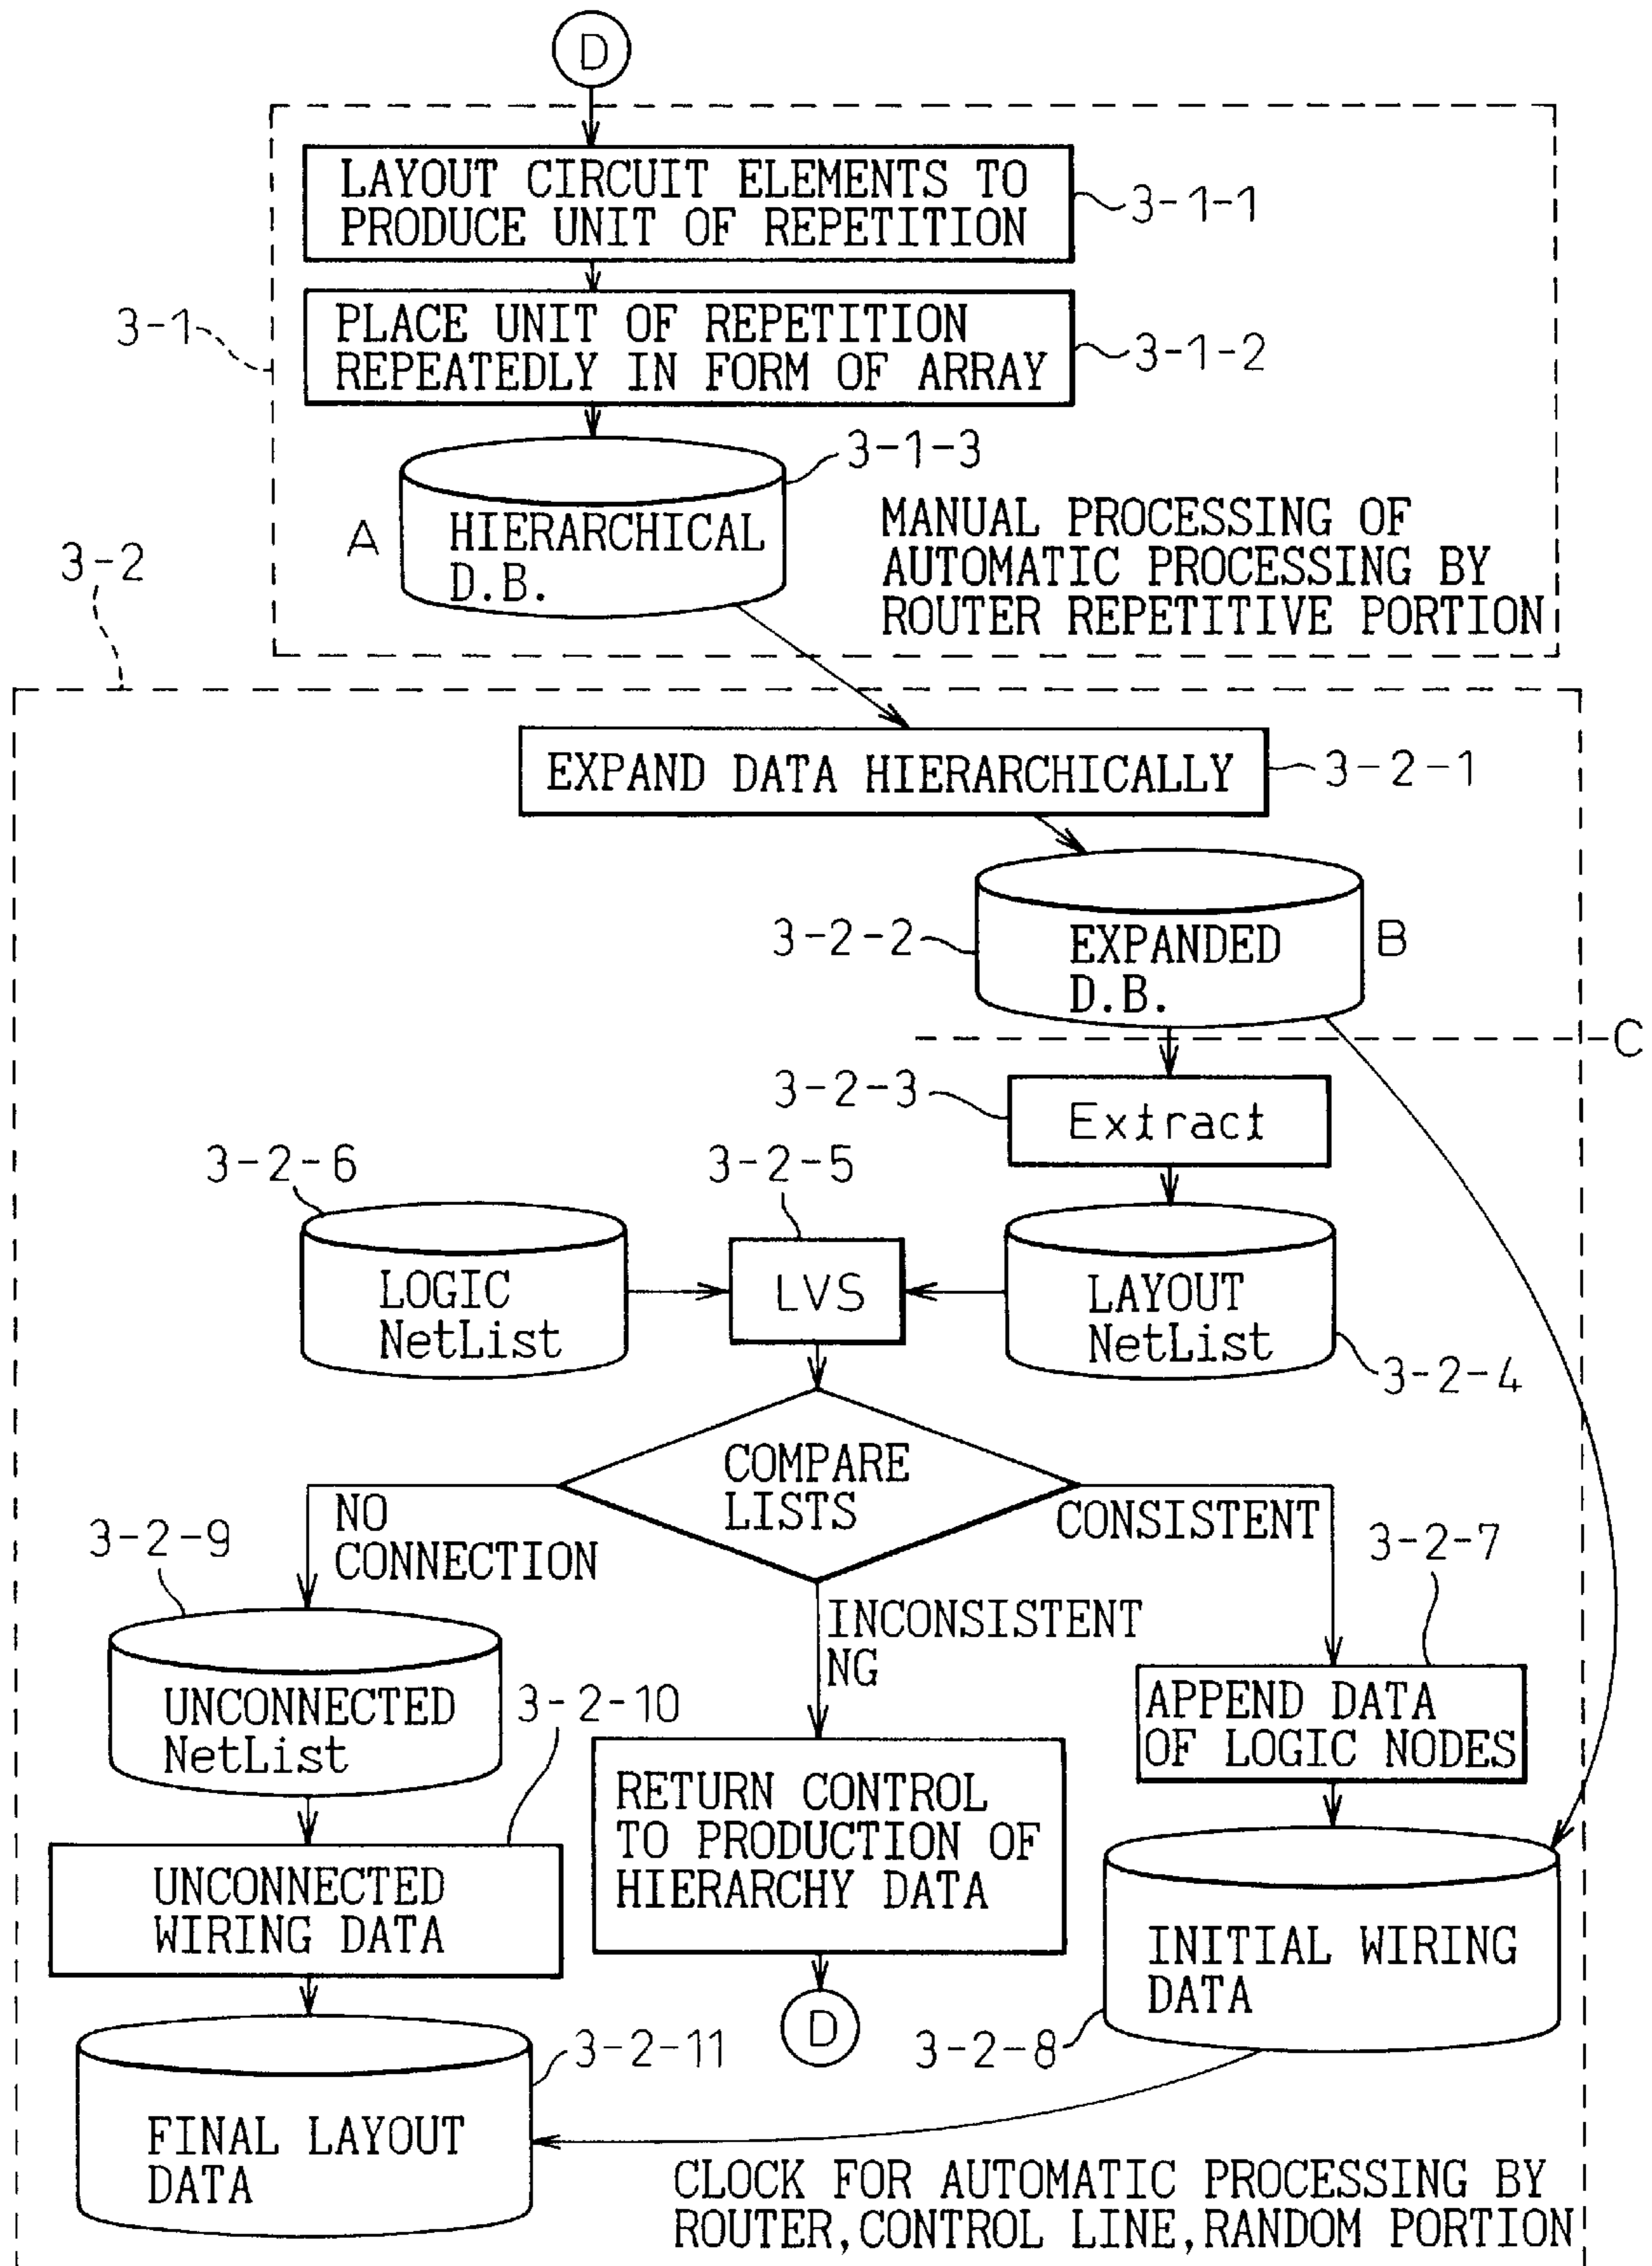 D
LAYOUT CIRCUIT ELEMENTS TO
PRODUCE UNIT OF REPETITION
3-1-1
3-1
PLACE UNIT OF REPETITION
REPEATEDLY IN FORM OF ARRAY
3-1-2
3-1-3
A
HIERARCHICAL
D.B.
MANUAL PROCESSING OF
AUTOMATIC PROCESSING BY
ROUTER REPETITIVE PORTION
3-2
EXPAND DATA HIERARCHICALLY
3-2-1
3-2-2
EXPANDED
D.B.
B
C
3-2-3
Extract
3-2-6
3-2-5
LOGIC
NetList
LVS
LAYOUT
NetList
3-2-4
COMPARE
LISTS
NO
CONNECTION
CONSISTENT
INCONSISTENT
NG
3-2-9
3-2-7
UNCONNECTED
NetList
3-2-10
APPEND DATA
OF LOGIC NODES
UNCONNECTED
WIRING DATA
RETURN CONTROL
TO PRODUCTION OF
HIERARCHY DATA
INITIAL WIRING
DATA
D
3-2-8
3-2-11
FINAL LAYOUT
DATA
CLOCK FOR AUTOMATIC PROCESSING BY
ROUTER,CONTROL LINE,RANDOM PORTION